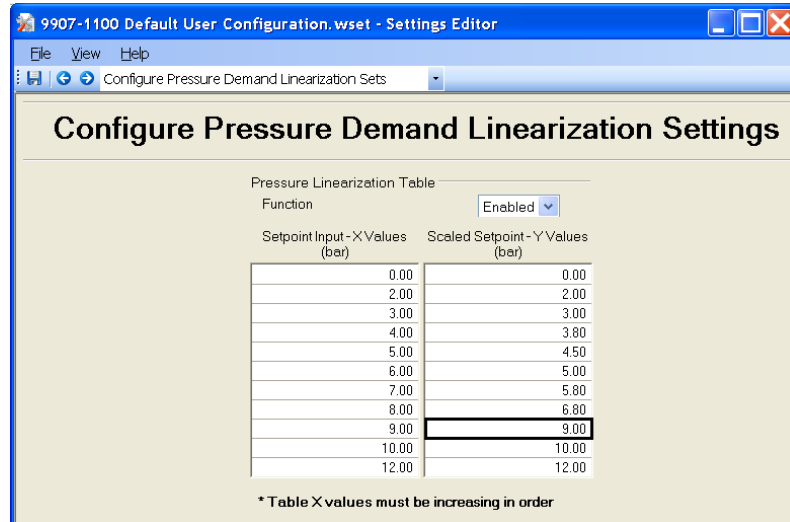 9907-1100 Default User Configuration.wset - Settings Editor
File View Help
Configure Pressure Demand Linearization Sets
Configure Pressure Demand Linearization Settings
Pressure Linearization Table
Function Enabled
Setpoint Input - X Values Scaled Setpoint - Y Values
(bar) (bar)
0.00 0.00
2.00 2.00
3.00 3.00
4.00 3.80
5.00 4.50
6.00 5.00
7.00 5.80
8.00 6.80
9.00 9.00
10.00 10.00
12.00 12.00
* Table X values must be increasing in order